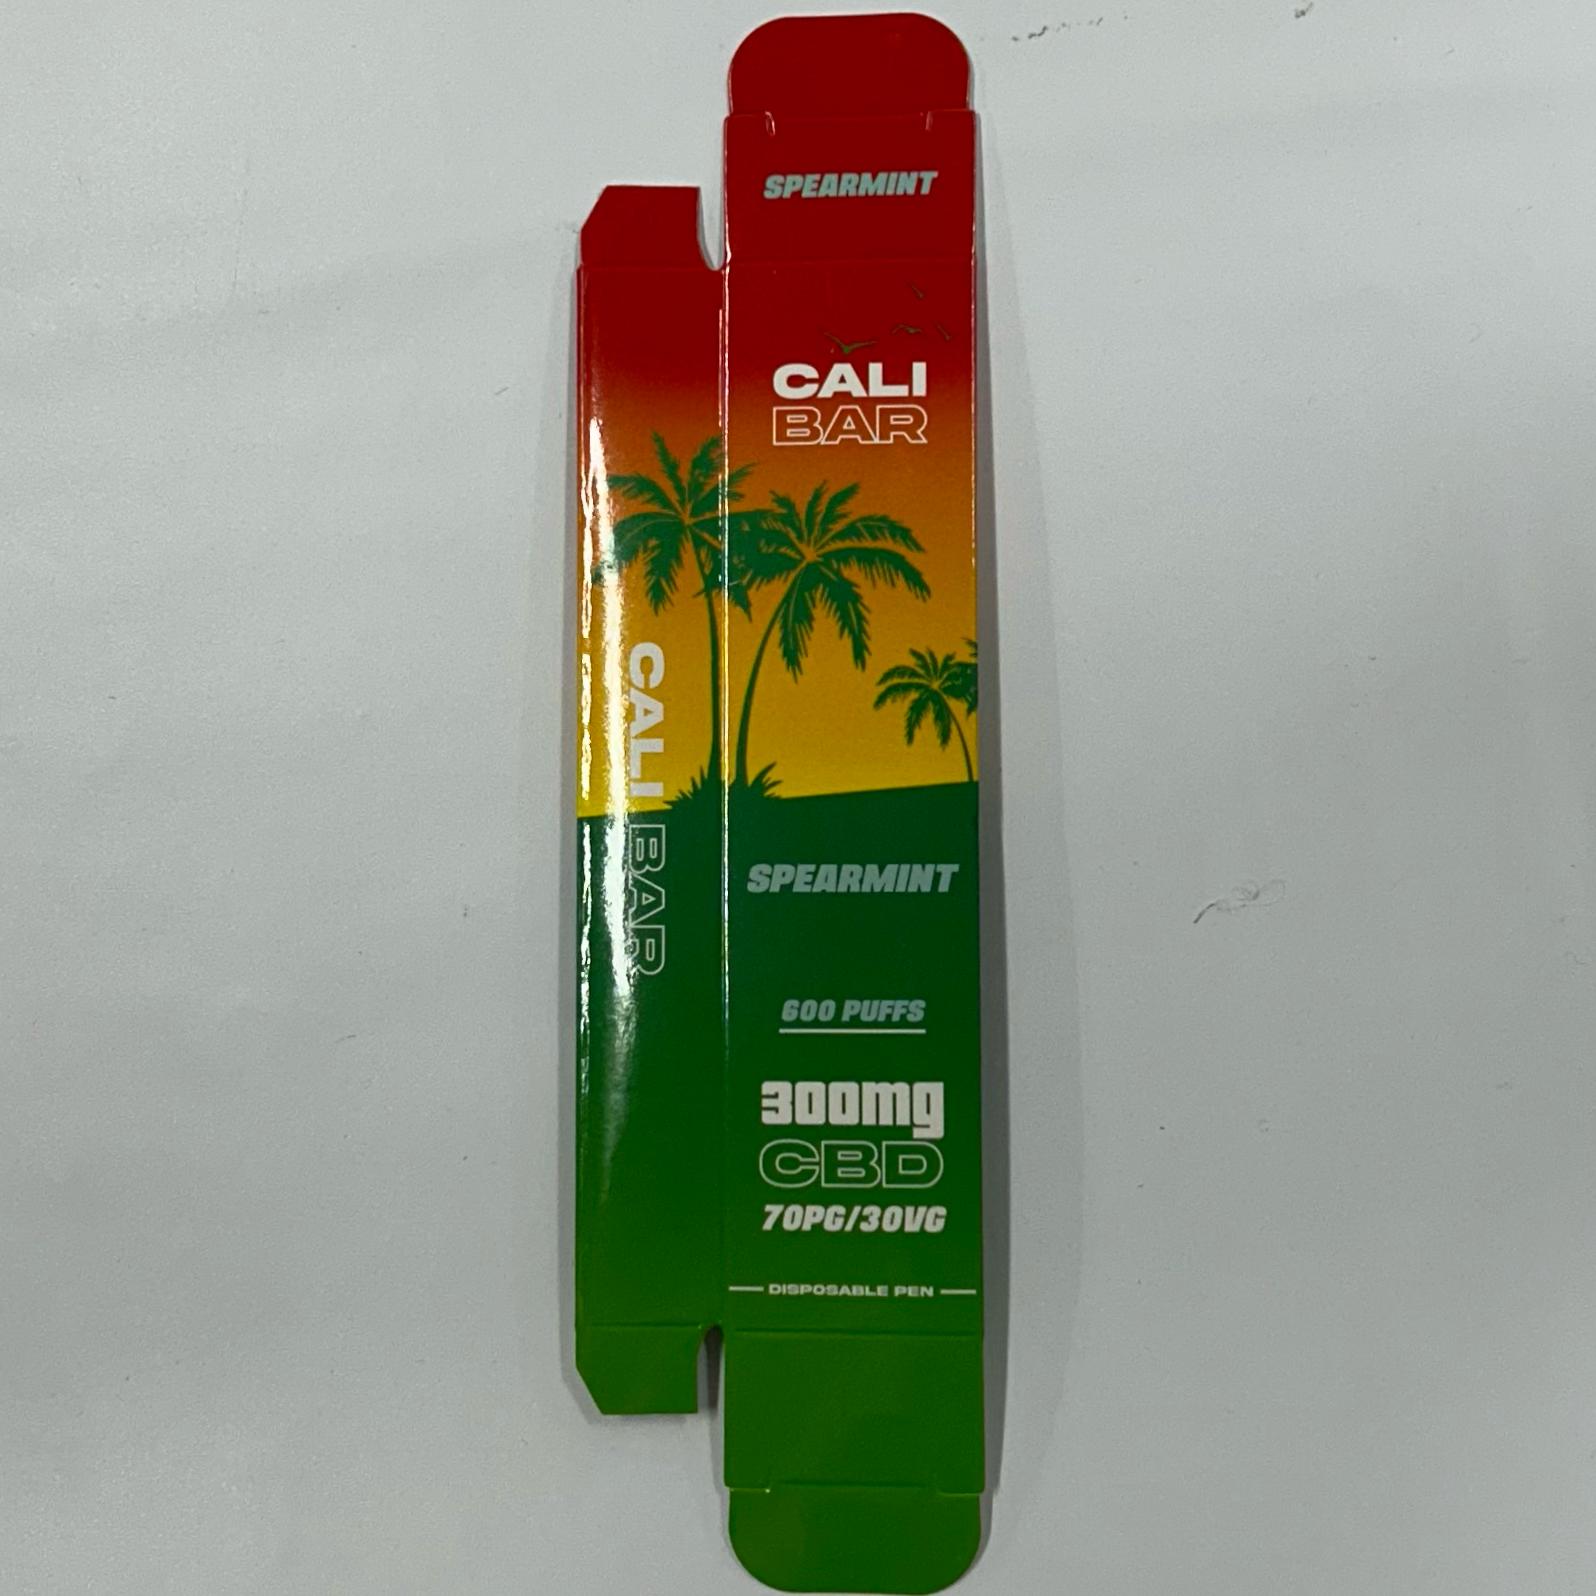 SPEARMINT
CALI
BAR
CALI BAR
SPEARMINT
600 PUFFS
300mg
CBD
70PG/30VG
DISPOSABLE PEN